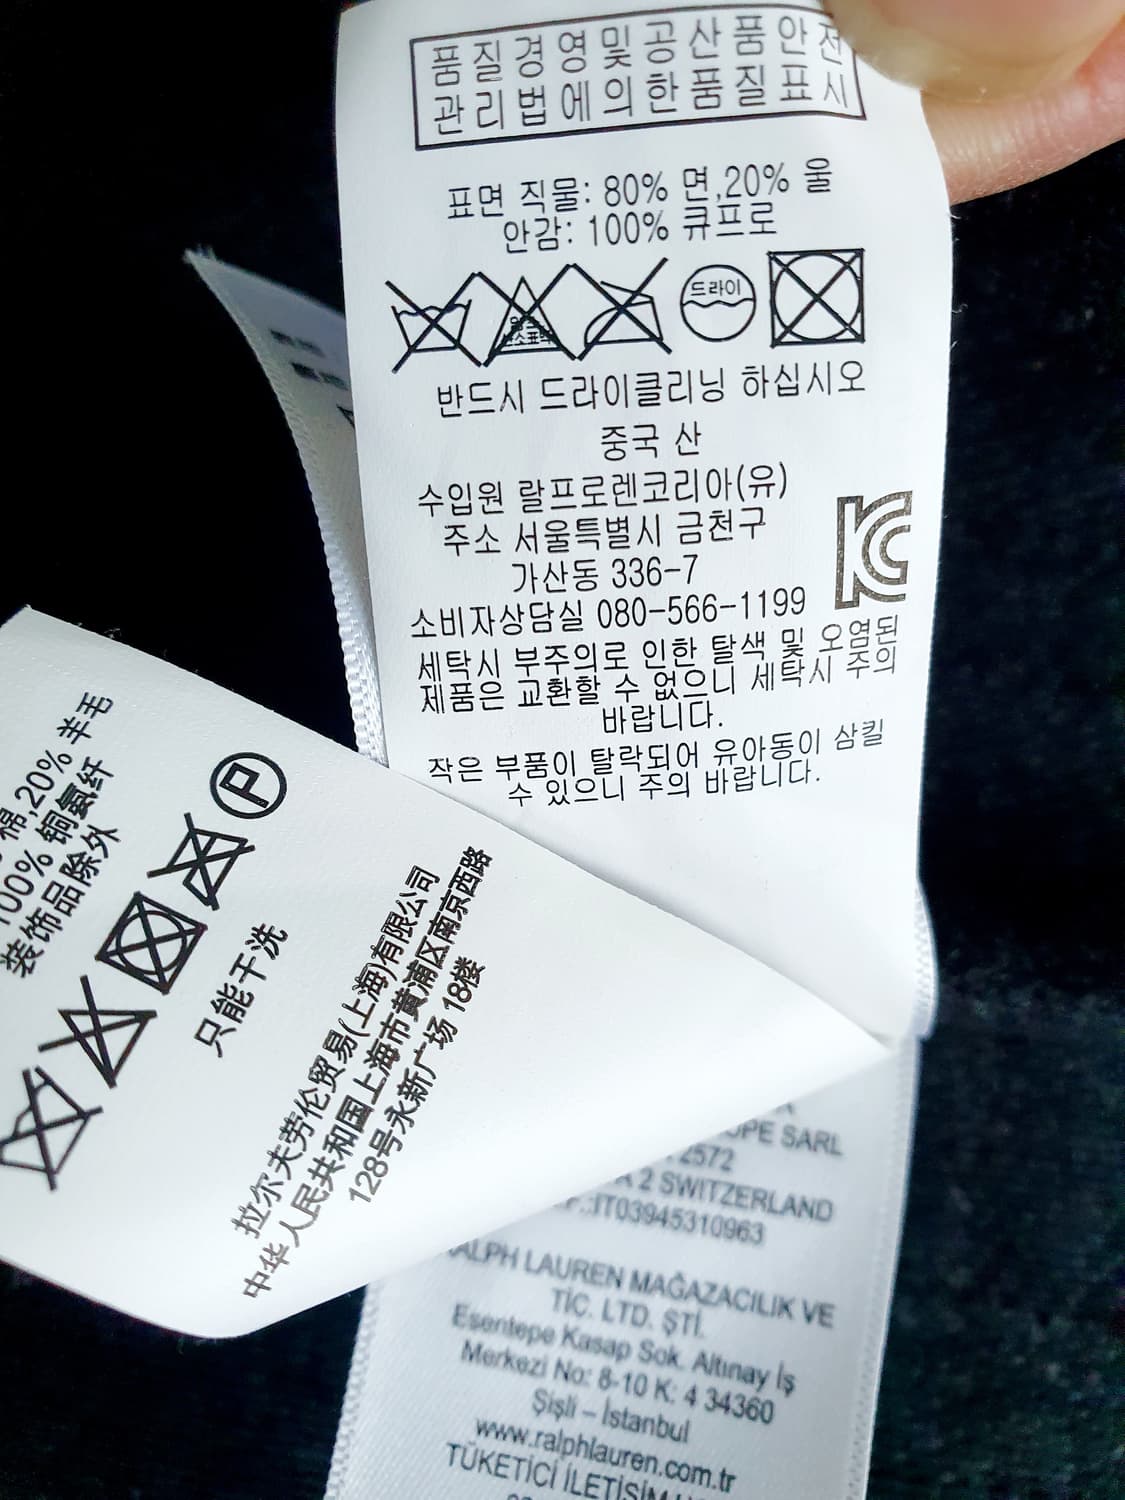 품질경영및공산품안전
관리법에의한품질표시
표면 직물: 80% 면,20% 울
안감: 100% 큐프로
드라이
반드시 드라이클리닝 하십시오
중국 산
수입원 랄프로렌코리아(유)
주소 서울특별시 금천구
가산동 336-7
소비자상담실 080-566-1199
세탁시 부주의로 인한 탈색 및 오염된
제품은 교환할 수 없으니 세탁시 주의
바랍니다.
작은 부품이 탈락되어 유아동이 삼킬
수 있으니 주의 바랍니다.
棉,20% 羊毛
100% 铜氨纤
装饰品除外
P
只能干洗
拉尔夫劳伦贸易(上海)有限公司
中华人民共和国上海市黄浦区南京西路
128号永新广场 18楼
SARL
2572
2 SWITZERLAND
IT03945310963
RALPH LAUREN MAĞAZACILIK VE
TİC. LTD. ŞTİ.
Esentepe Kasap Sok. Altınay İş
Merkezi No: 8-10 K: 4 34360
Şişli – İstanbul
www.ralphlauren.com.tr
TÜKETİCİ İLETİŞİM